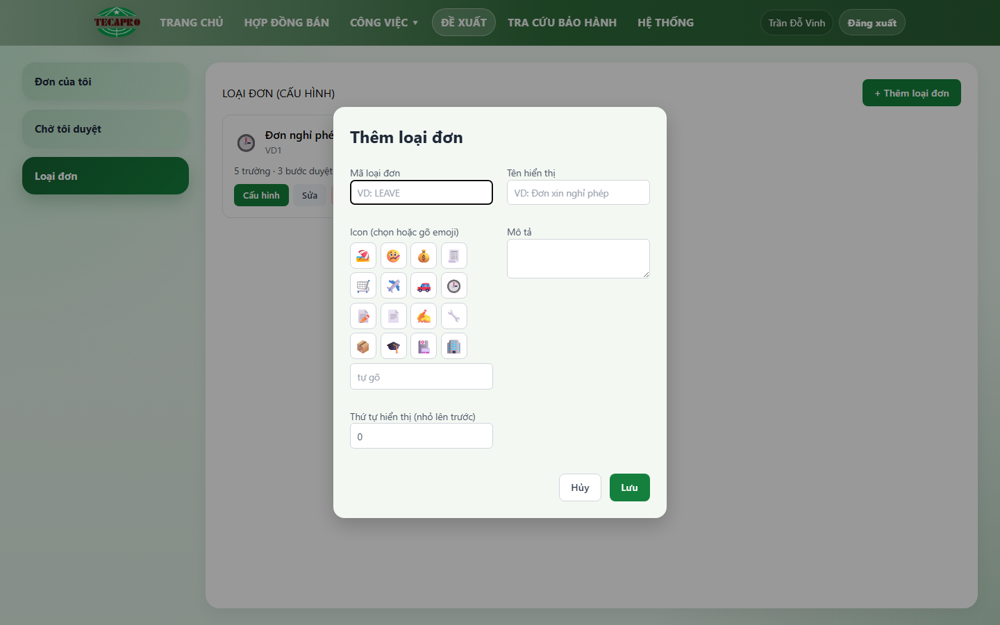 TECAPRO
TRANG CHỦ
HỢP ĐỒNG BÁN
CÔNG VIỆC ▼
ĐỀ XUẤT
TRA CỨU BẢO HÀNH
HỆ THỐNG
Trần Đỗ Vinh
Đăng xuất
Đơn của tôi
Chờ tôi duyệt
Loại đơn
LOẠI ĐƠN (CẤU HÌNH)
+ Thêm loại đơn
Đơn nghỉ phé
VD1
5 trường · 3 bước duyệt
Cấu hình
Sửa
Thêm loại đơn
Mã loại đơn
Tên hiển thị
VD: LEAVE
VD: Đơn xin nghỉ phép
Icon (chọn hoặc gõ emoji)
Mô tả
tự gõ
Thứ tự hiển thị (nhỏ lên trước)
0
Hủy
Lưu